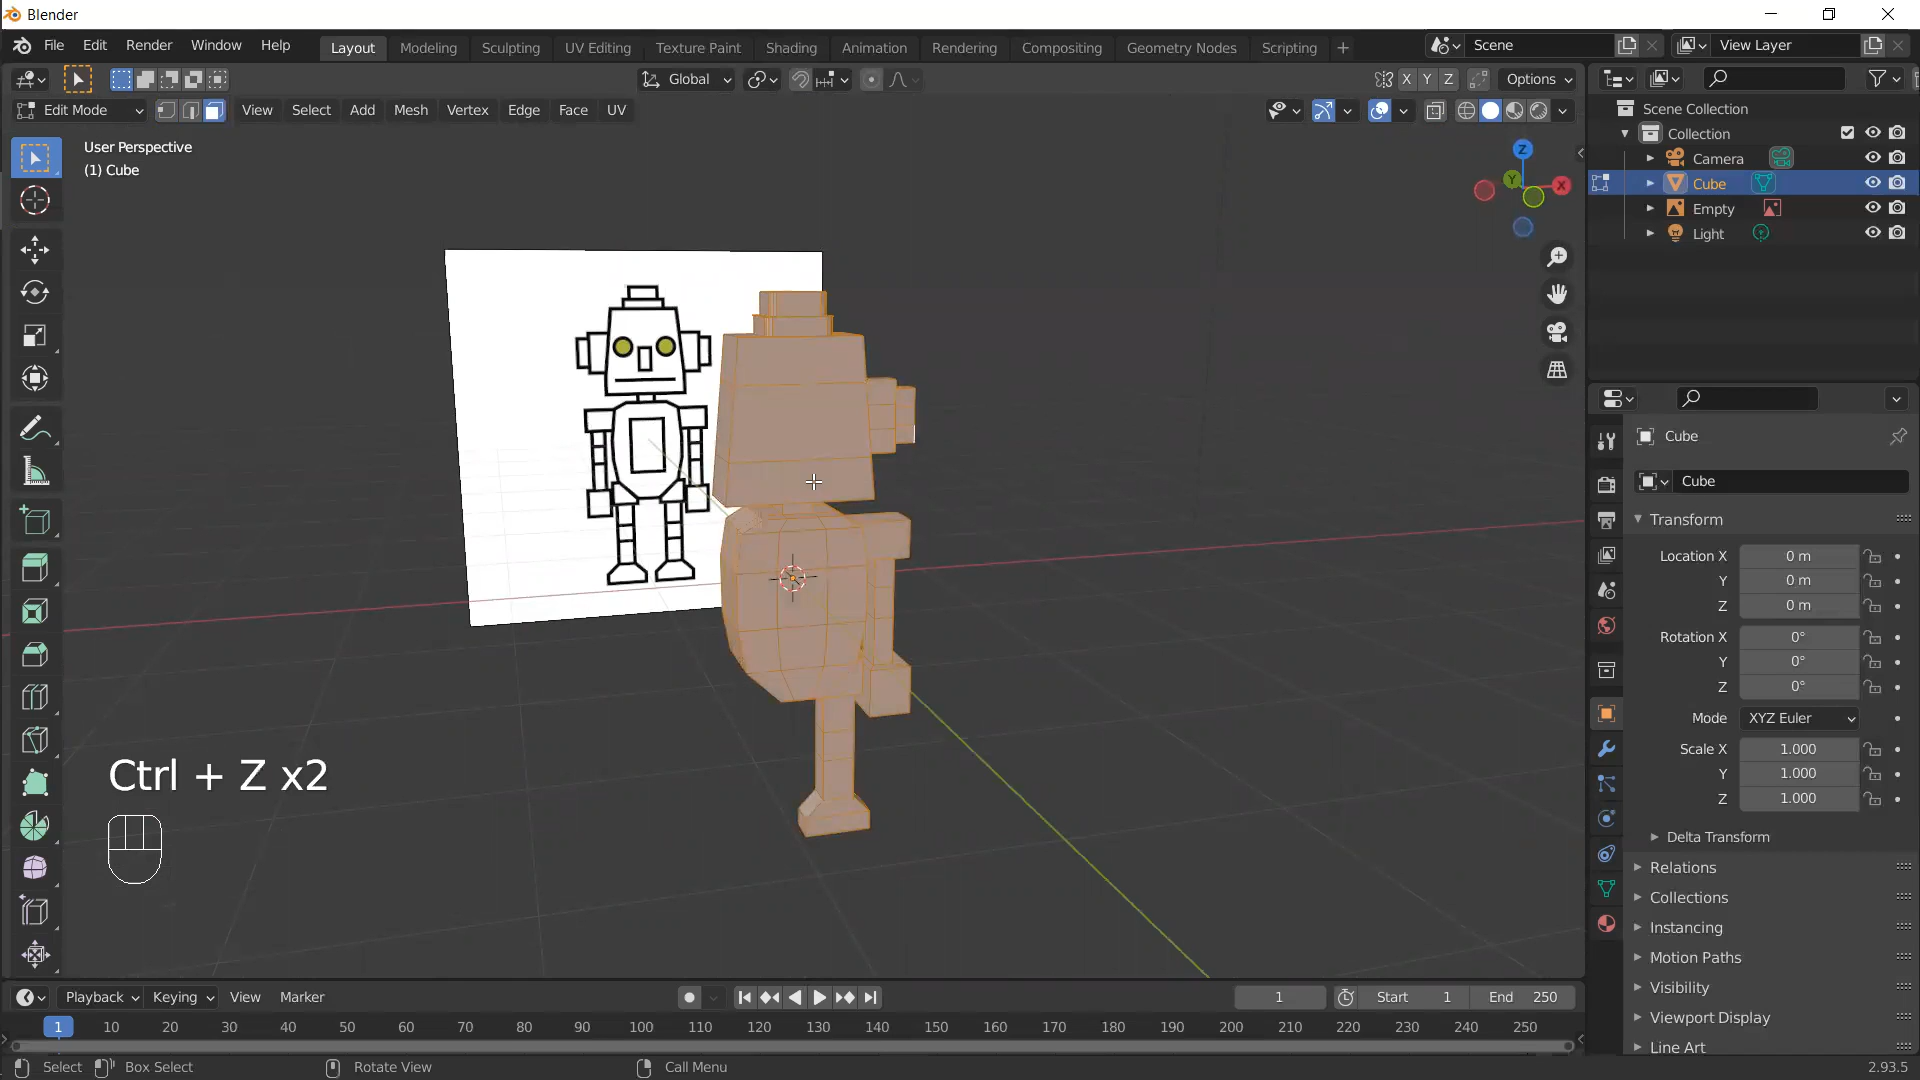 Blender
File Edit Render Window Help
Layout Modeling Sculpting UV Editing Texture Paint Shading Animation Rendering Compositing Geometry Nodes Scripting +
Scene
View Layer
Global
X Y Z
Options
Edit Mode
View Select Add Mesh Vertex Edge Face UV
User Perspective
(1) Cube
Z
Y
X
Scene Collection
Collection
Camera
Cube
Empty
Light
Cube
Cube
Transform
Location X 0 m
Y 0 m
Z 0 m
Rotation X 0°
Y 0°
Z 0°
Mode XYZ Euler
Scale X 1.000
Y 1.000
Z 1.000
Delta Transform
Relations
Collections
Instancing
Motion Paths
Visibility
Viewport Display
Line Art
Ctrl + Z x2
Playback Keying View Marker
1
Start 1
End 250
1 10 20 30 40 50 60 70 80 90 100 110 120 130 140 150 160 170 180 190 200 210 220 230 240 250
Select
Box Select
Rotate View
Call Menu
2.93.5